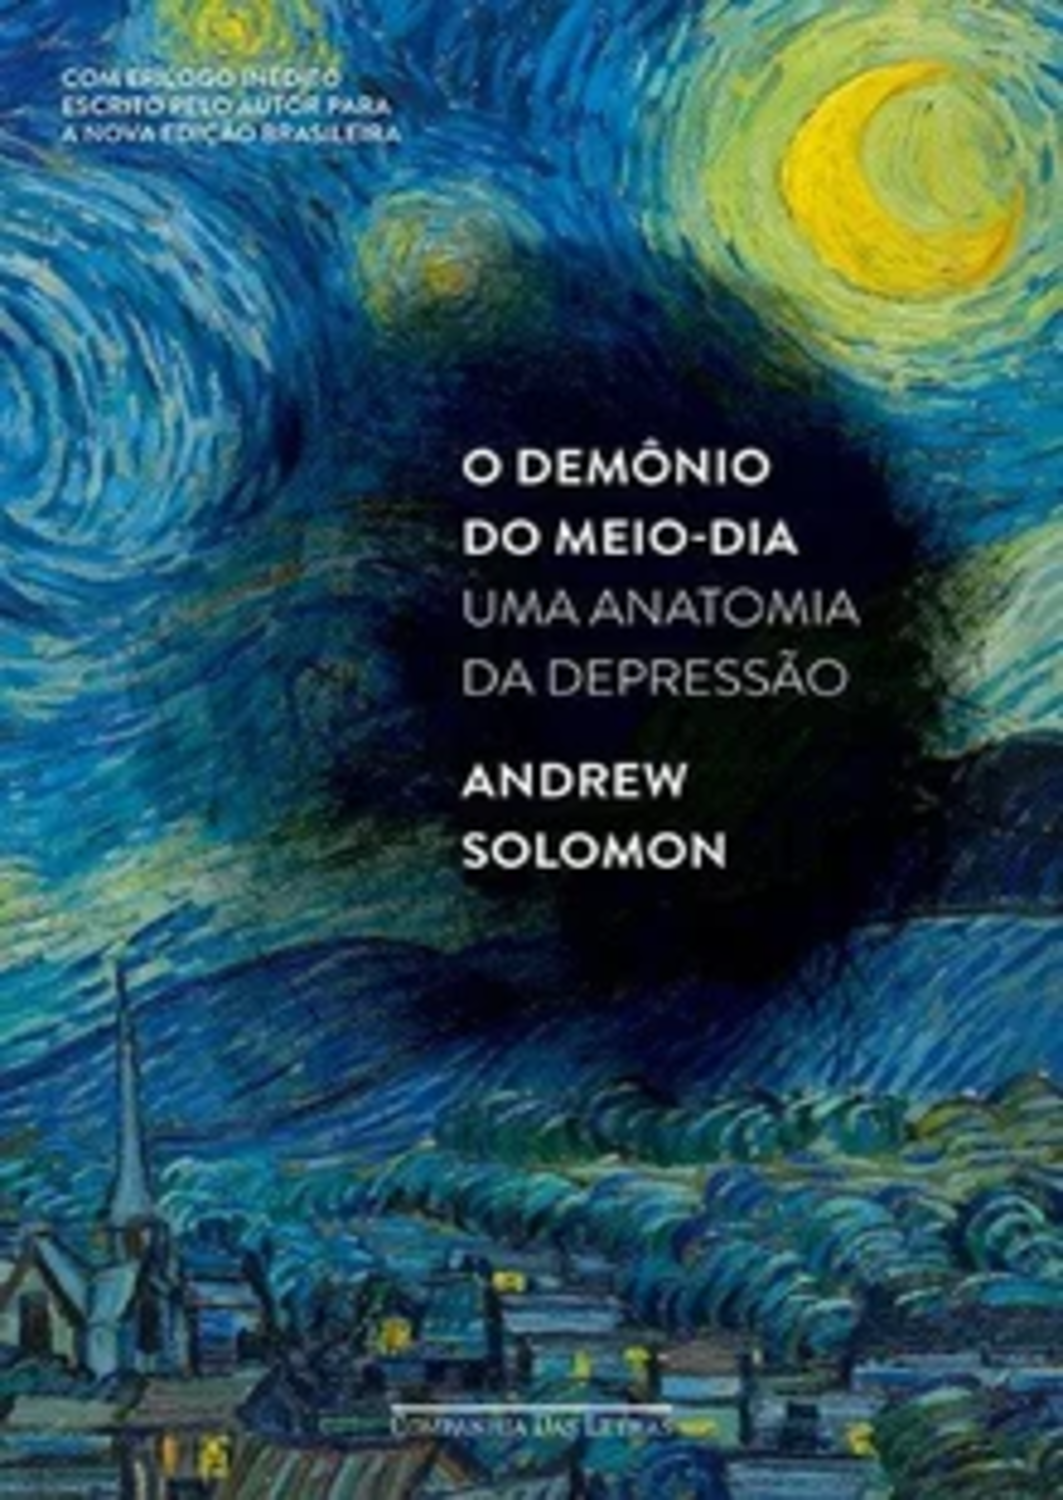 COM EPÍLOGO INÉDITO
ESCRITO PELO AUTOR PARA
A NOVA EDIÇÃO BRASILEIRA
O DEMÔNIO
DO MEIO-DIA
UMA ANATOMIA
DA DEPRESSÃO
ANDREW
SOLOMON
COMPANHIA DAS LETRAS